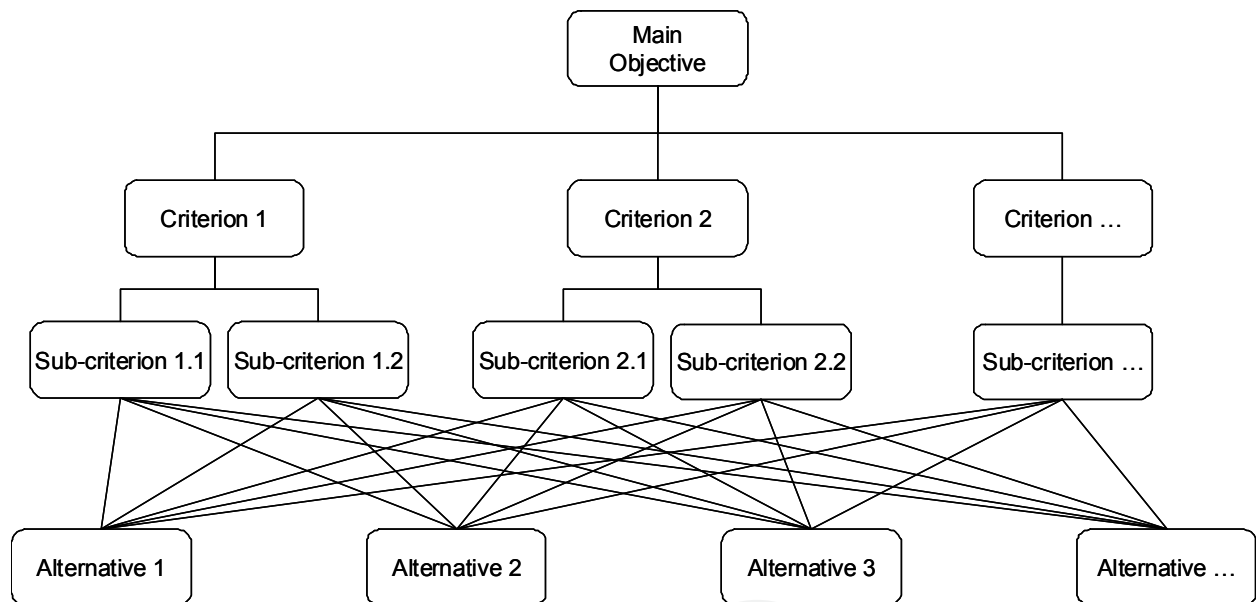 Main
Objective
Criterion 1
Criterion 2
Criterion …
Sub-criterion 1.1
Sub-criterion 1.2
Sub-criterion 2.1
Sub-criterion 2.2
Sub-criterion …
Alternative 1
Alternative 2
Alternative 3
Alternative …